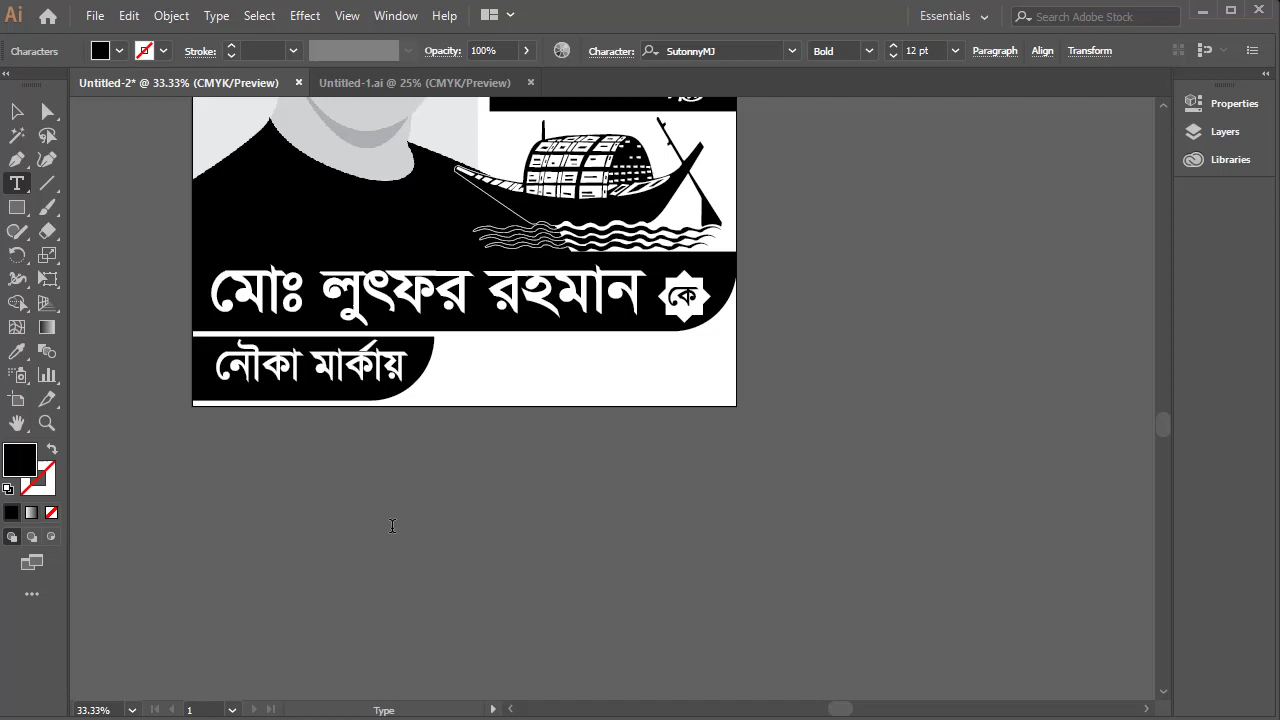 Ai File Edit Object Type Select Effect View Window Help Essentials Search Adobe Stock
Characters Stroke: Opacity: 100% Character: SutonnyMJ Bold 12 pt Paragraph Align Transform
Untitled-2* @ 33.33% (CMYK/Preview) × Untitled-1.ai @ 25% (CMYK/Preview) ×
Properties
Layers
Libraries
মোঃ লুৎফর রহমান কে
নৌকা মার্কায়
33.33% 1 Type